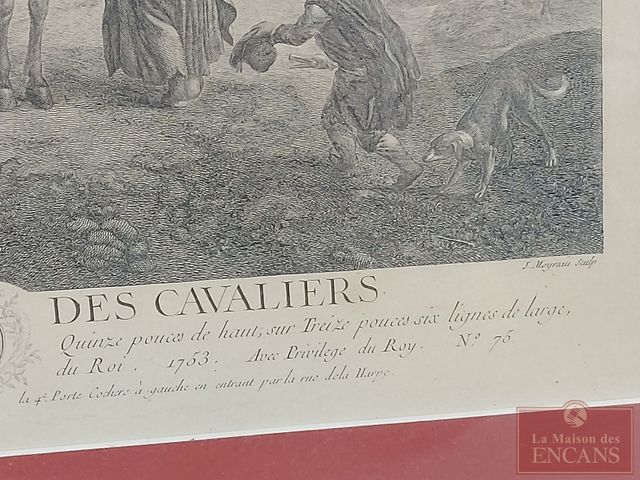 J. Moyreau Sculp
DES CAVALIERS.
Quinze pouces de haut, sur Treize pouces six lignes de large,
du Roi. 1753. Avec Privilege du Roy. N.º 75
la 4.e Porte Cochere à gauche en entrant par la rue de la Harpe.
La Maison des
ENCANS